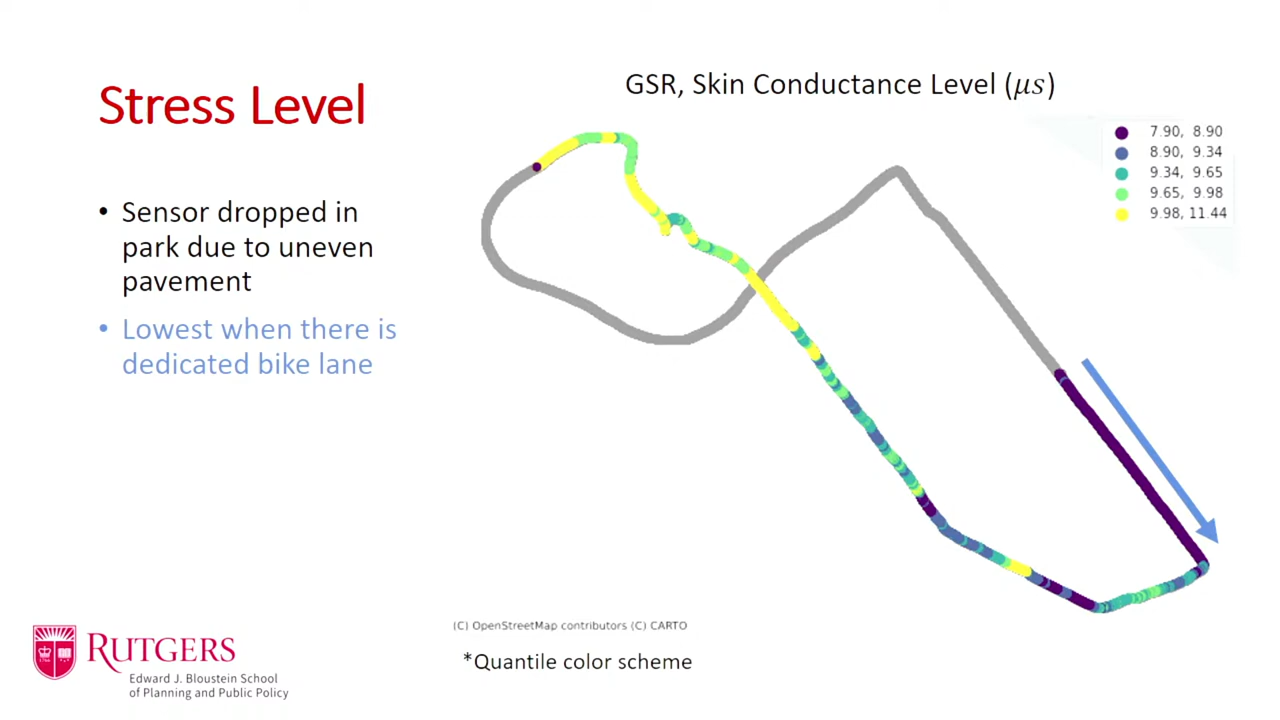 Stress Level
• Sensor dropped in
park due to uneven
pavement
• Lowest when there is
dedicated bike lane
GSR, Skin Conductance Level (μs)
7.90, 8.90
8.90, 9.34
9.34, 9.65
9.65, 9.98
9.98, 11.44
(C) OpenStreetMap contributors (C) CARTO
*Quantile color scheme
RUTGERS
Edward J. Bloustein School
of Planning and Public Policy